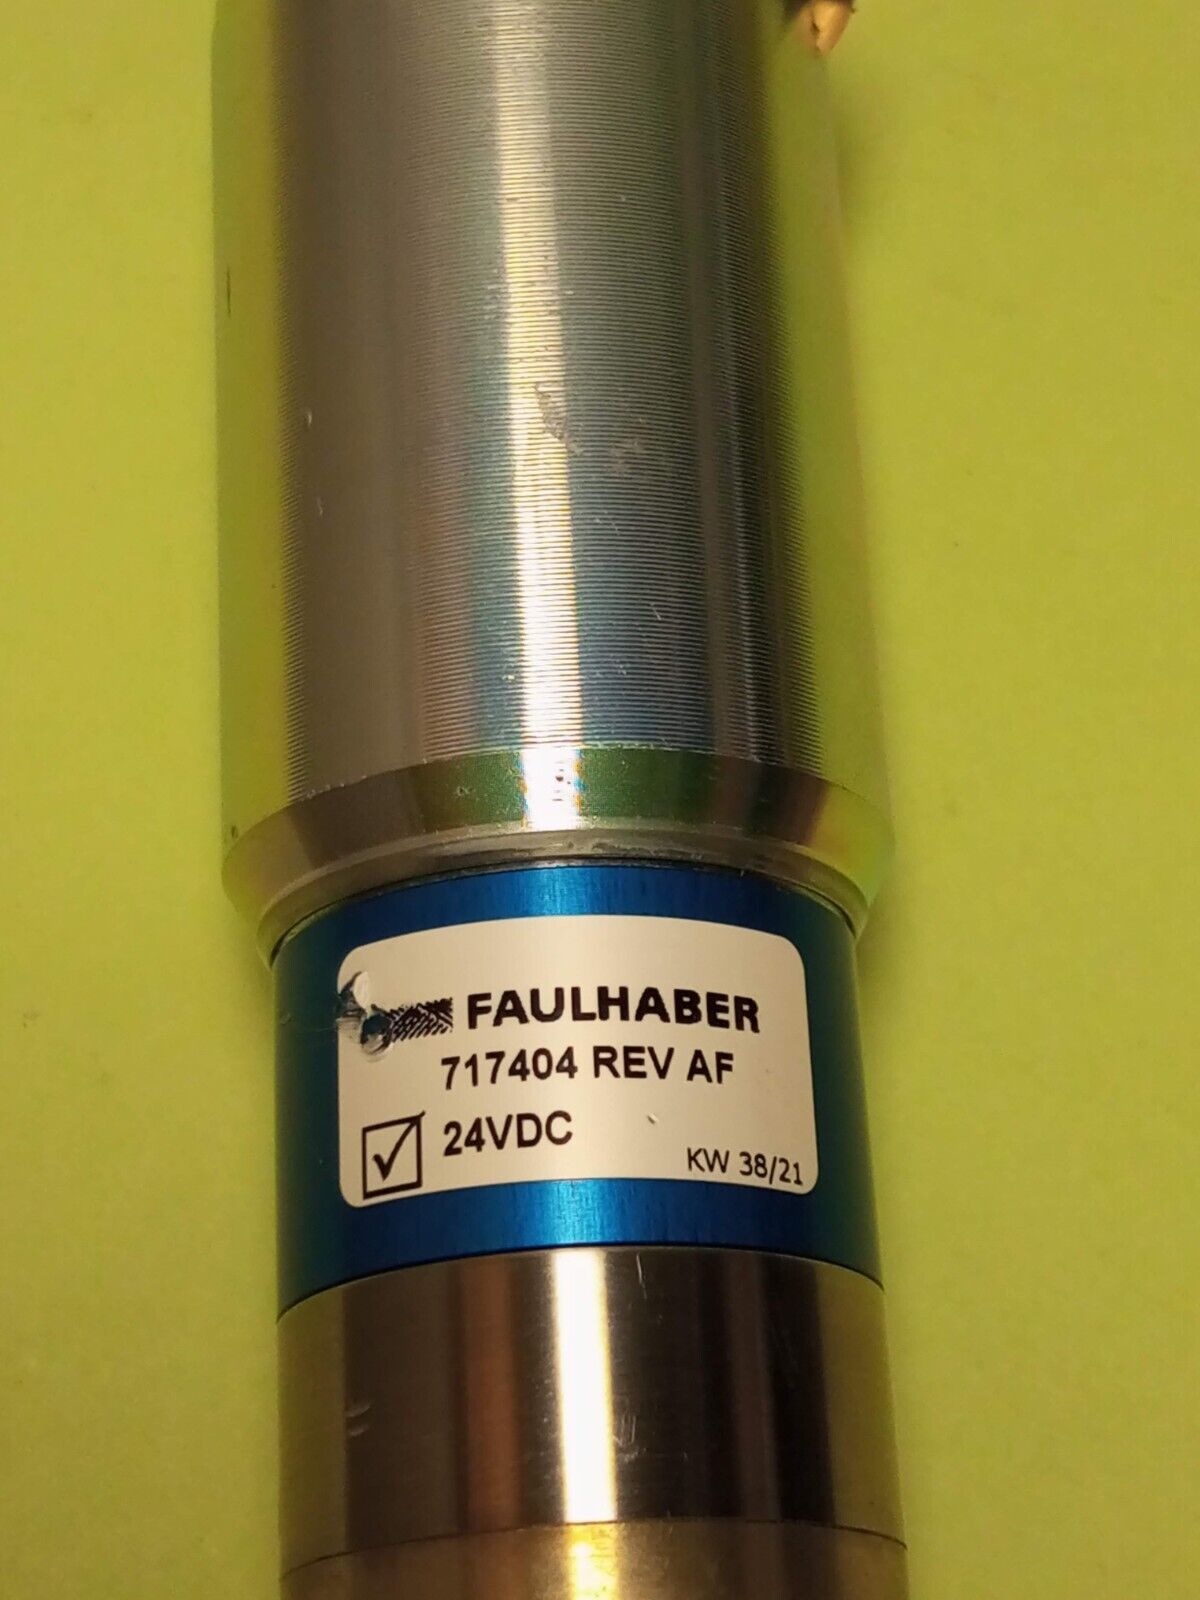 FAULHABER
717404 REV AF
24VDC
KW 38/21